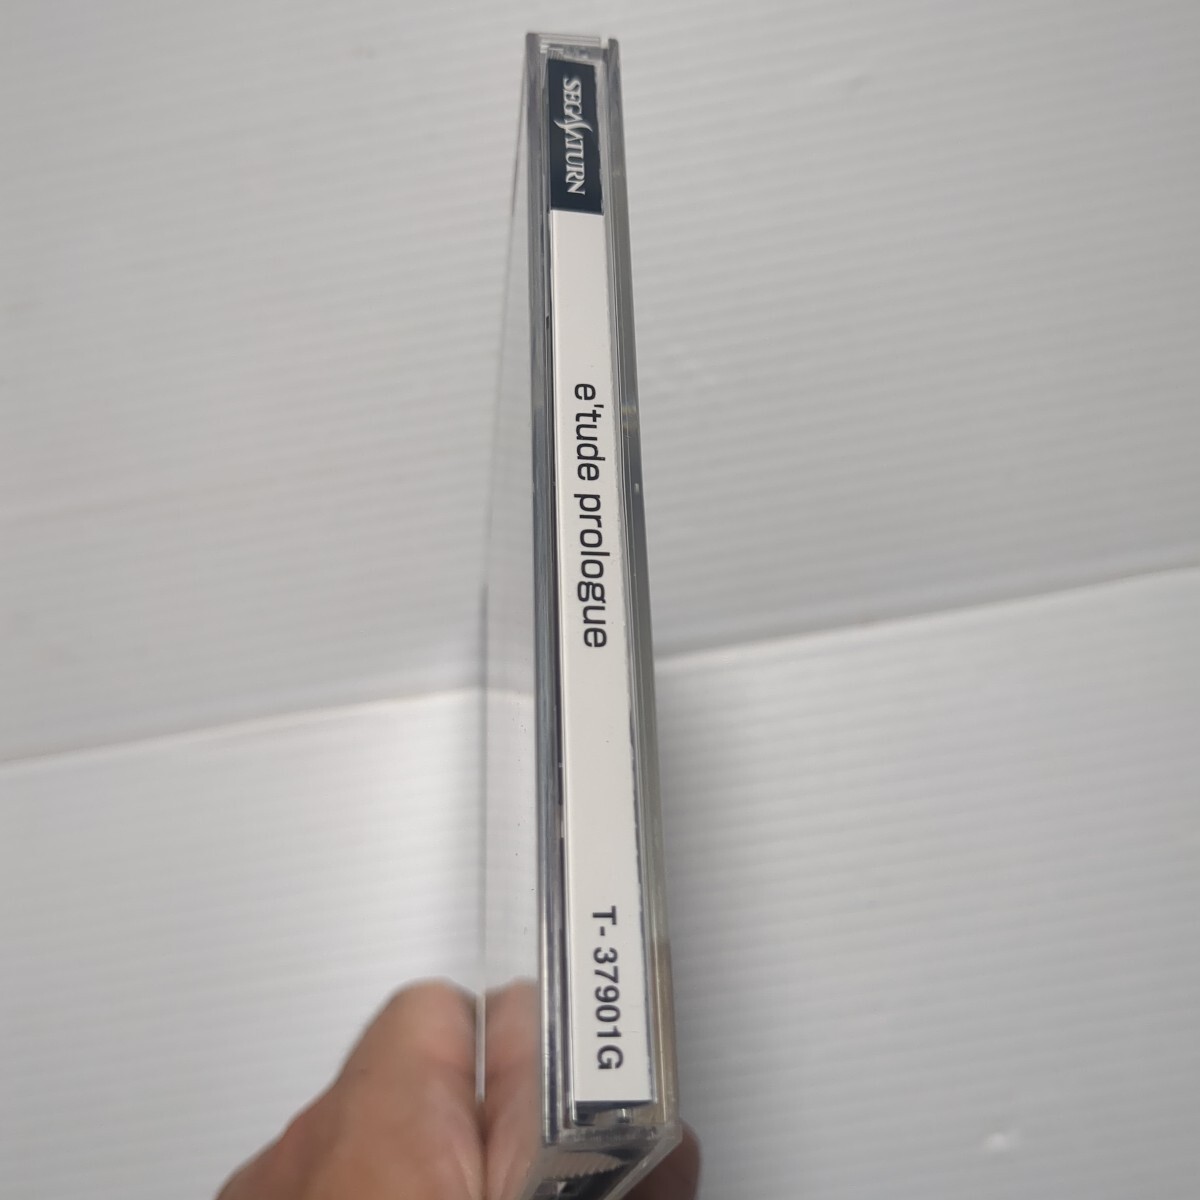 SEGA SATURN
e'tude prologue
T-37901G